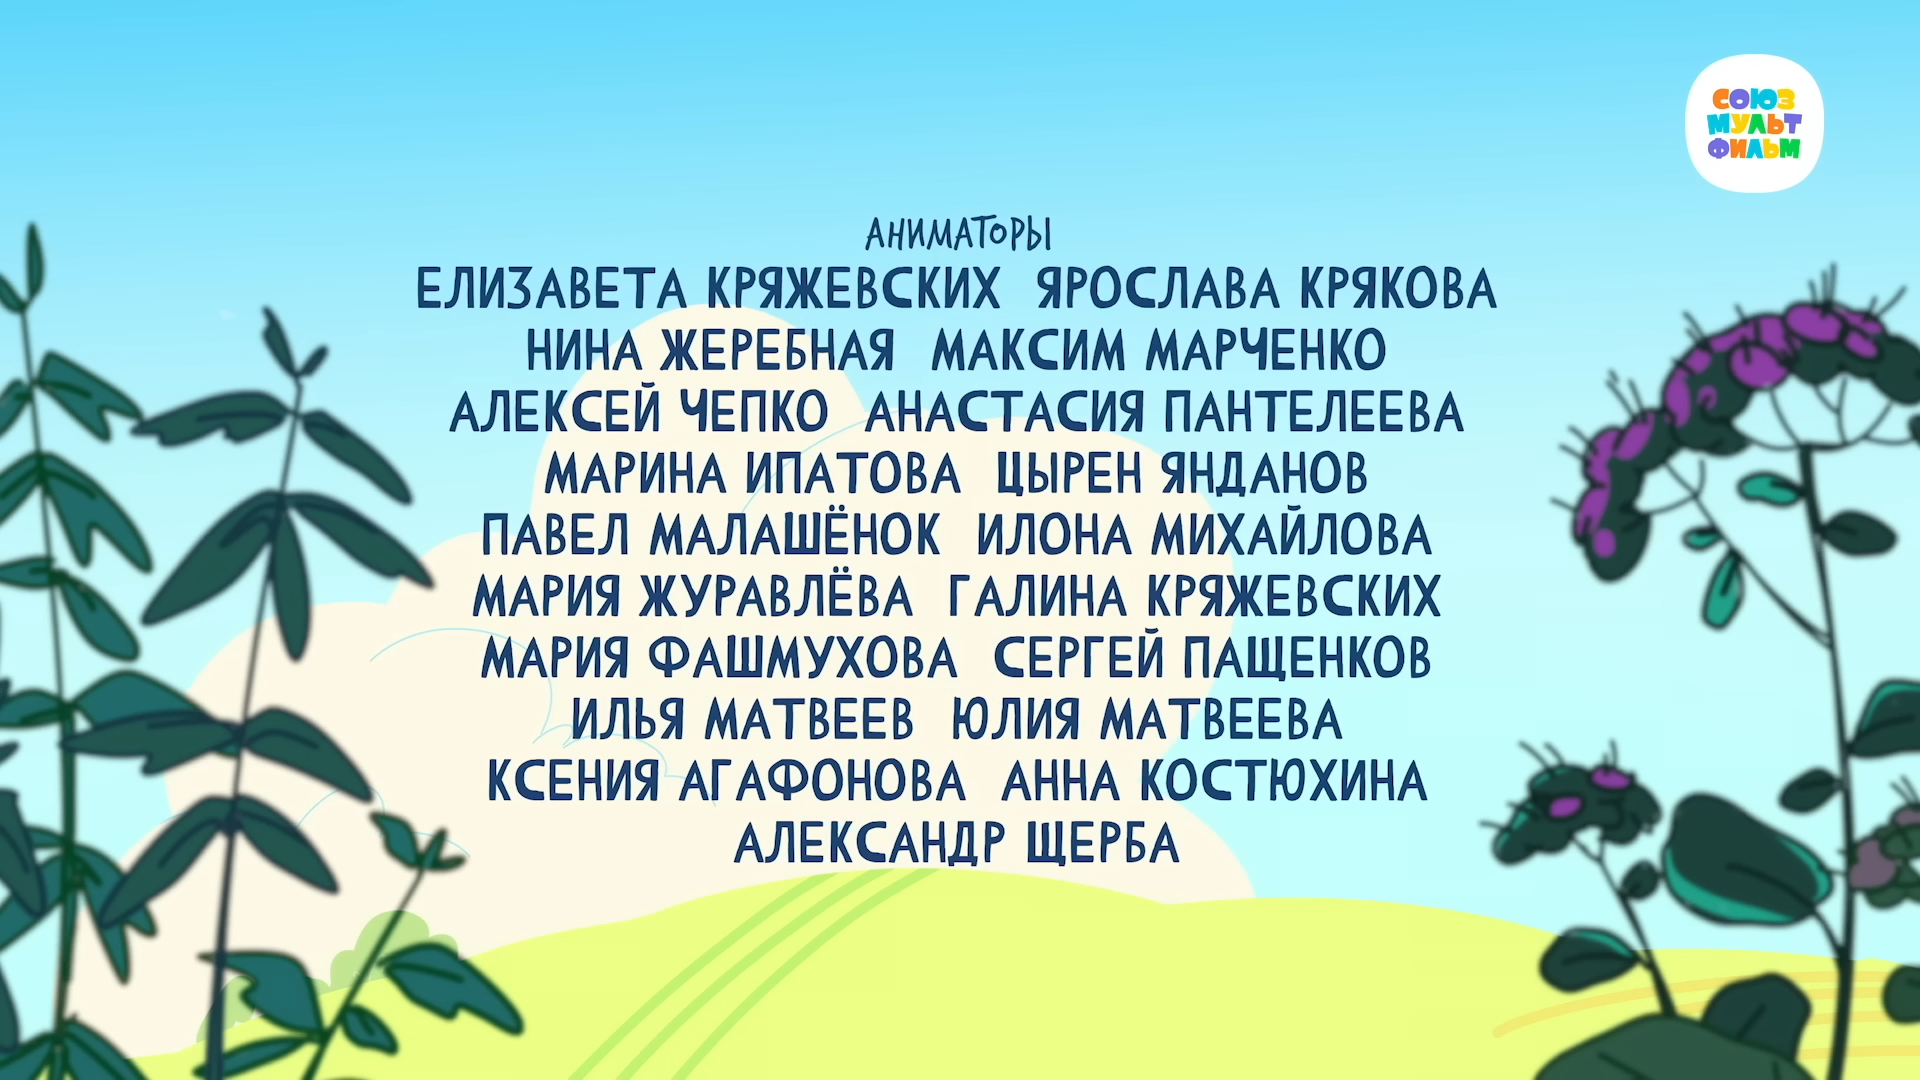 СОЮЗ
МУЛЬТ
ФИЛЬМ
АНИМАТОРЫ
ЕЛИЗАВЕТА КРЯЖЕВСКИХ ЯРОСЛАВА КРЯКОВА
НИНА ЖЕРЕБНАЯ МАКСИМ МАРЧЕНКО
АЛЕКСЕЙ ЧЕПКО АНАСТАСИЯ ПАНТЕЛЕЕВА
МАРИНА ИПАТОВА ЦЫРЕН ЯНДАНОВ
ПАВЕЛ МАЛАШЁНОК ИЛОНА МИХАЙЛОВА
МАРИЯ ЖУРАВЛЁВА ГАЛИНА КРЯЖЕВСКИХ
МАРИЯ ФАШМУХОВА СЕРГЕЙ ПАЩЕНКОВ
ИЛЬЯ МАТВЕЕВ ЮЛИЯ МАТВЕЕВА
КСЕНИЯ АГАФОНОВА АННА КОСТЮХИНА
АЛЕКСАНДР ЩЕРБА